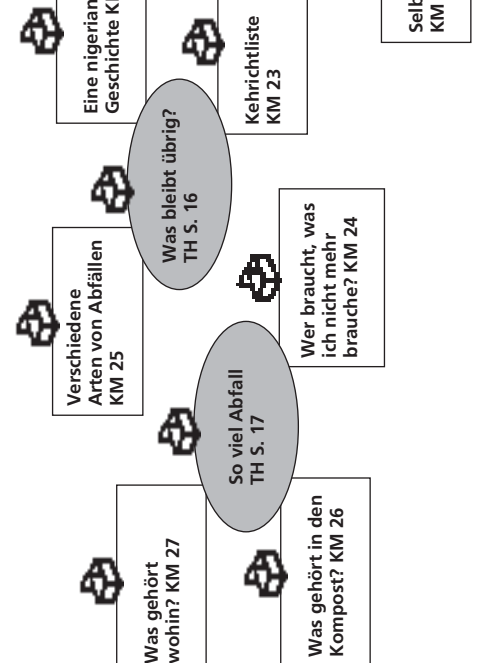 Was gehört
wohin? KM 27
Was gehört in den
Kompost? KM 26
So viel Abfall
TH S. 17
Verschiedene
Arten von Abfällen
KM 25
Wer braucht, was
ich nicht mehr
brauche? KM 24
Was bleibt übrig?
TH S. 16
Eine nigerian
Geschichte K
Kehrichtliste
KM 23
Selb
KM